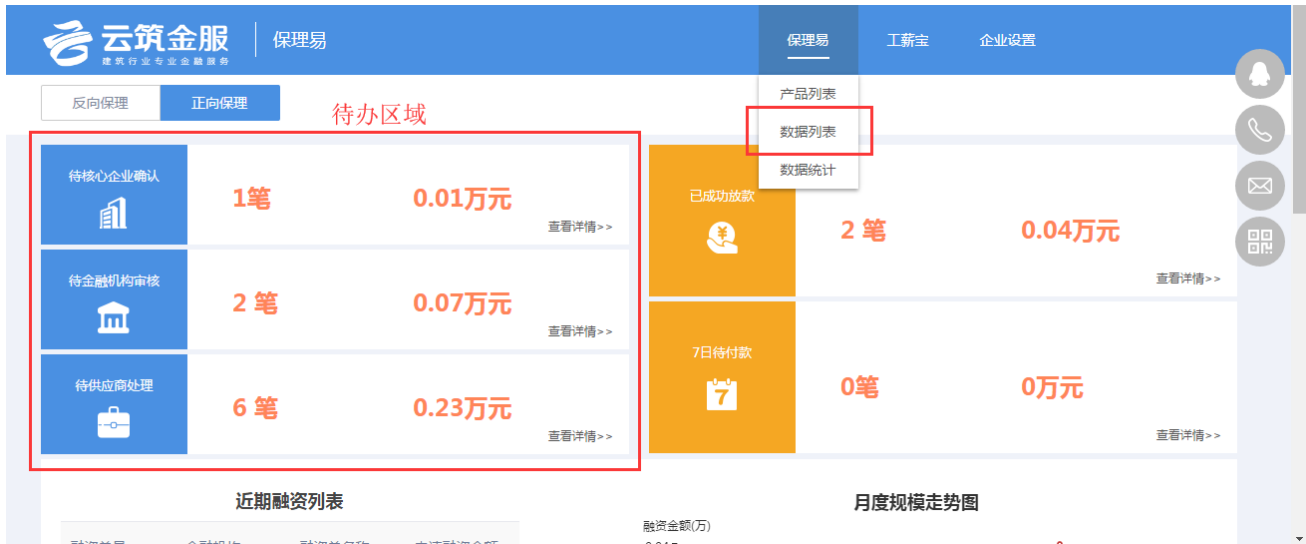 云筑金服
建筑行业专业金融服务
保理易
保理易
工薪宝
企业设置
反向保理
正向保理
待办区域
产品列表
数据列表
数据统计
待核心企业确认
1笔
0.01万元
查看详情>>
待金融机构审核
2 笔
0.07万元
查看详情>>
待供应商处理
6 笔
0.23万元
查看详情>>
已成功放款
2 笔
0.04万元
查看详情>>
7日待付款
7
0笔
0万元
查看详情>>
近期融资列表
月度规模走势图
融资金额(万)